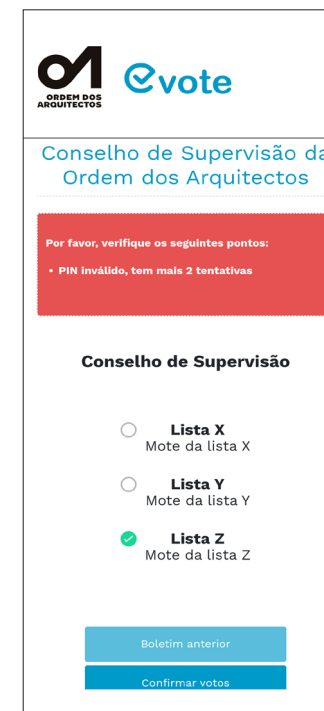 OA
ORDEM DOS
ARQUITECTOS
evote
Conselho de Supervisão da
Ordem dos Arquitectos
Por favor, verifique os seguintes pontos:
• PIN inválido, tem mais 2 tentativas
Conselho de Supervisão
Lista X
Mote da lista X
Lista Y
Mote da lista Y
Lista Z
Mote da lista Z
Boletim anterior
Confirmar votos